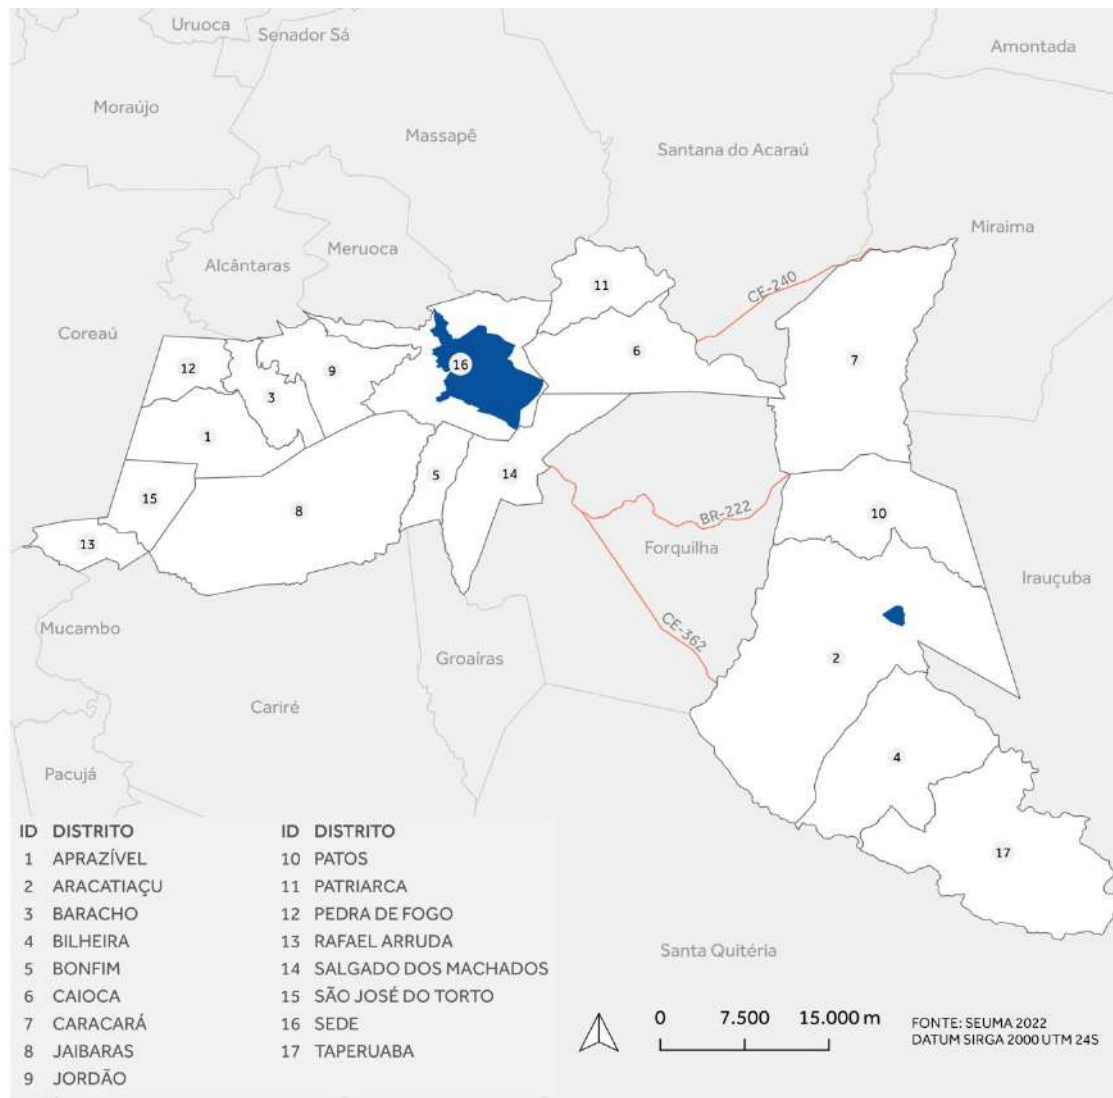 Uruoca
Senador Sá
Amontada
Moraújo
Massapê
Santana do Acaraú
Miraima
Meruoca
Alcântaras
CE-240
11
Coreaú
6
7
16
12
9
3
1
5
14
15
8
BR-222
10
13
Forquilha
Irauçuba
Mucambo
CE-362
Groaíras
2
Cariré
4
Pacujá
17
Santa Quitéria
ID DISTRITO
1 APRAZÍVEL
2 ARACATIAÇU
3 BARACHO
4 BILHEIRA
5 BONFIM
6 CAIOCA
7 CARACARÁ
8 JAIBARAS
9 JORDÃO
ID DISTRITO
10 PATOS
11 PATRIARCA
12 PEDRA DE FOGO
13 RAFAEL ARRUDA
14 SALGADO DOS MACHADOS
15 SÃO JOSÉ DO TORTO
16 SEDE
17 TAPERUABA
0 7.500 15.000 m
FONTE: SEUMA 2022
DATUM SIRGA 2000 UTM 24S